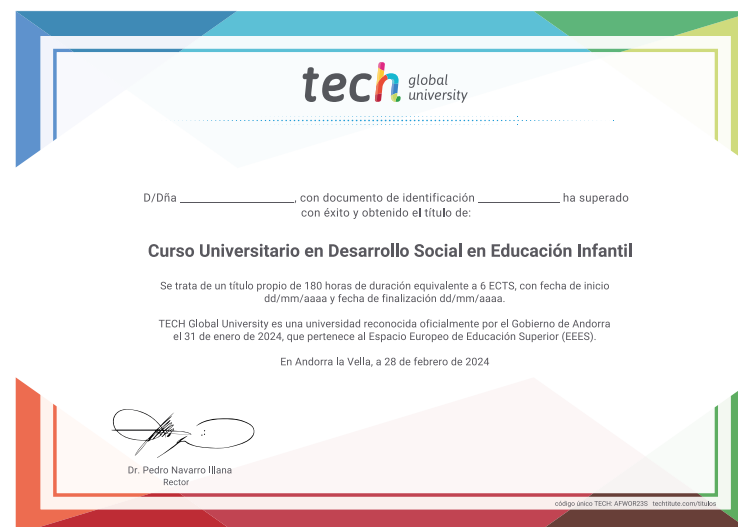 tech global university
D/Dña ____________________, con documento de identificación ______________ ha superado
con éxito y obtenido el título de:
Curso Universitario en Desarrollo Social en Educación Infantil
Se trata de un título propio de 180 horas de duración equivalente a 6 ECTS, con fecha de inicio
dd/mm/aaaa y fecha de finalización dd/mm/aaaa.
TECH Global University es una universidad reconocida oficialmente por el Gobierno de Andorra
el 31 de enero de 2024, que pertenece al Espacio Europeo de Educación Superior (EEES).
En Andorra la Vella, a 28 de febrero de 2024
Dr. Pedro Navarro Illana
Rector
código único TECH: AFWOR23S techtitute.com/titulos